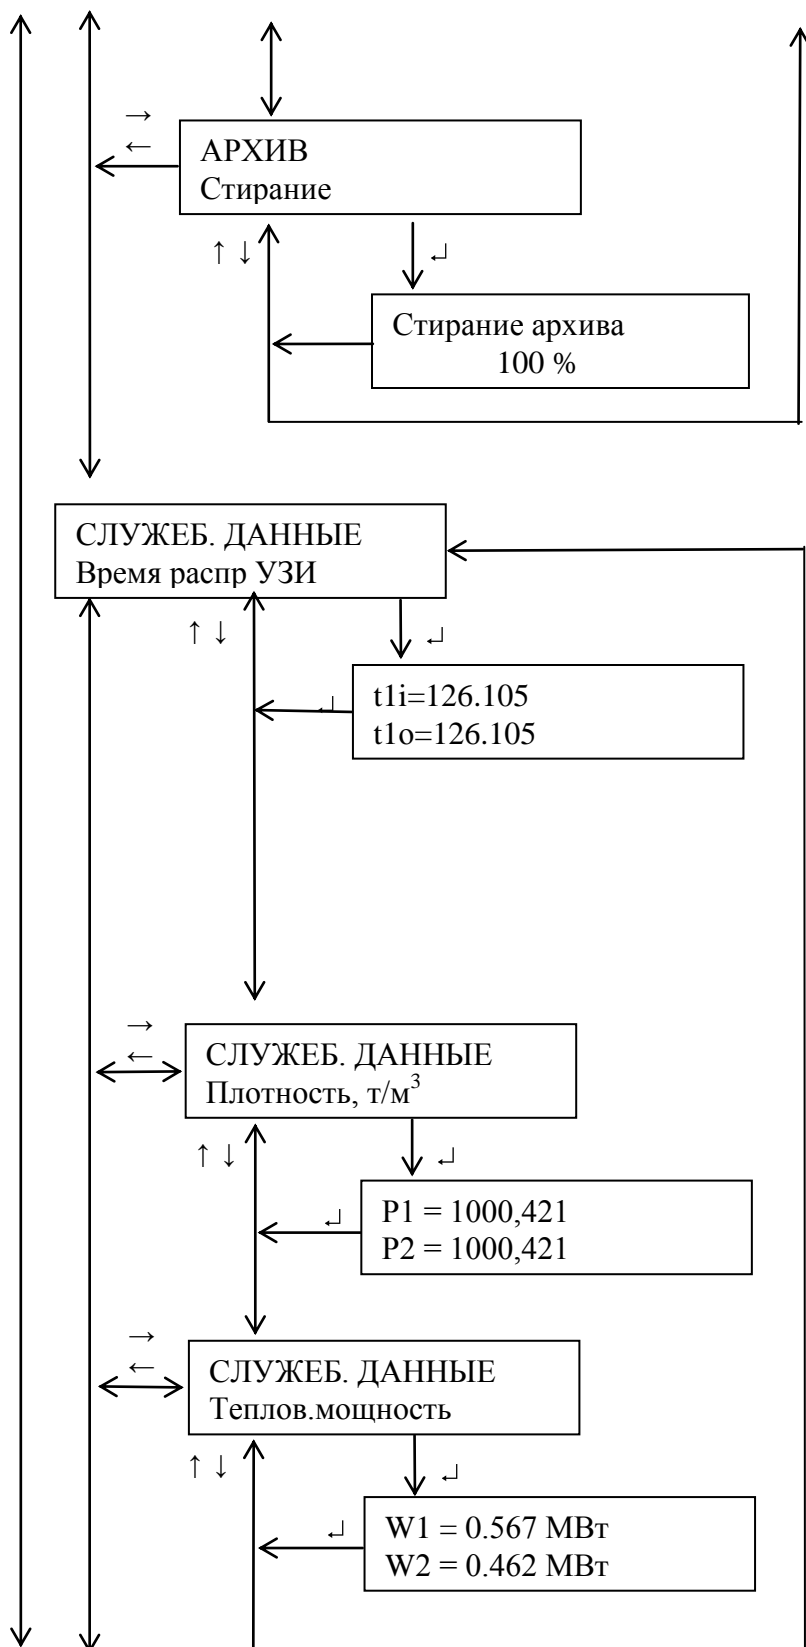 →
←
АРХИВ
Стирание
↑ ↓
↵
Стирание архива
100 %
СЛУЖЕБ. ДАННЫЕ
Время распр УЗИ
↑ ↓
↵
↵
t1i=126.105
t1o=126.105
→
←
СЛУЖЕБ. ДАННЫЕ
Плотность, т/м³
↑ ↓
↵
↵
P1 = 1000,421
P2 = 1000,421
→
←
СЛУЖЕБ. ДАННЫЕ
Теплов.мощность
↑ ↓
↵
↵
W1 = 0.567 МВт
W2 = 0.462 МВт